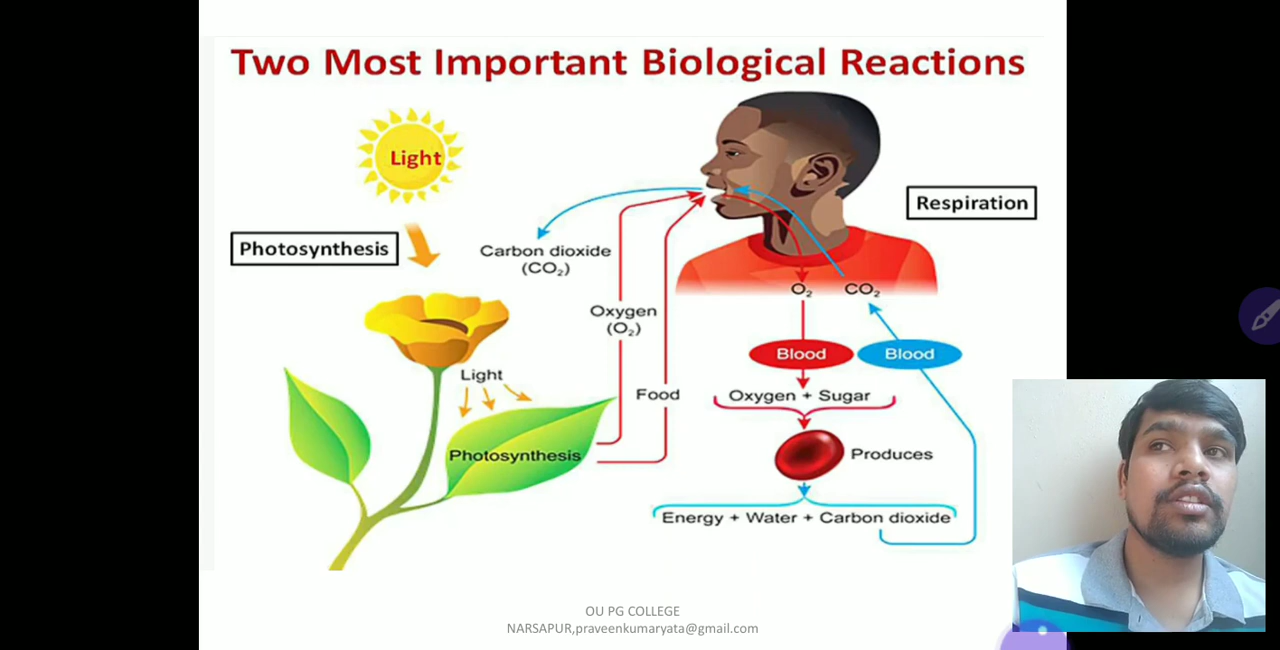 Two Most Important Biological Reactions
Light
Respiration
Photosynthesis
Carbon dioxide
(CO₂)
O₂
CO₂
Oxygen
(O₂)
Blood
Blood
Light
Food
Oxygen + Sugar
Photosynthesis
Produces
Energy + Water + Carbon dioxide
OU PG COLLEGE
NARSAPUR,praveenkumaryata@gmail.com